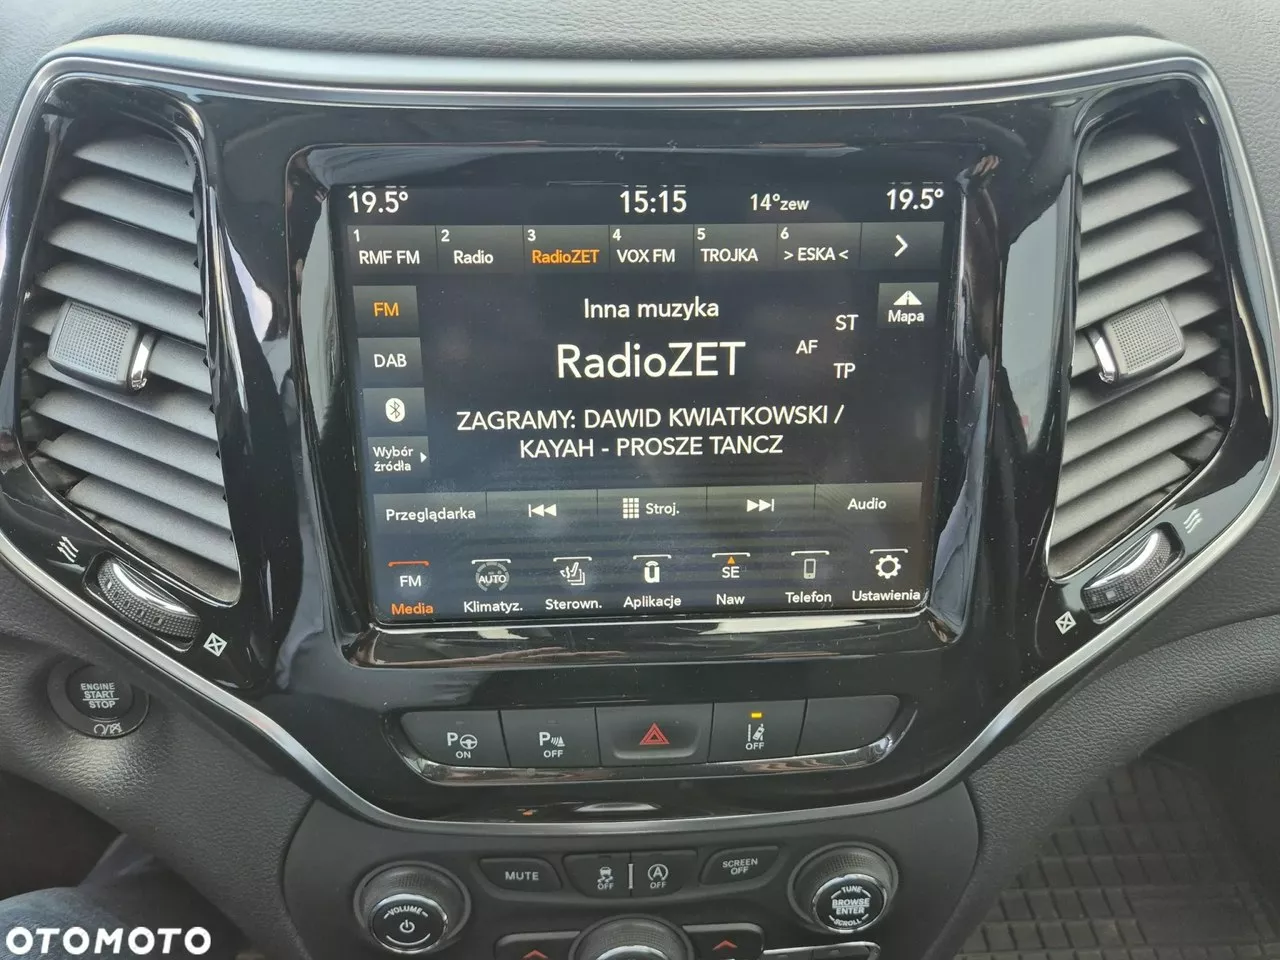 19.5° 15:15 14°zew 19.5°
1 2 3 4 5 6
RMF FM Radio RadioZET VOX FM TROJKA > ESKA <
FM
Inna muzyka
Mapa
ST
DAB
RadioZET
AF
TP
Wybór
źródła
ZAGRAMY: DAWID KWIATKOWSKI /
KAYAH - PROSZE TANCZ
Przeglądarka Stroj. Audio
FM AUTO SE
Media Klimatyz. Sterown. Aplikacje Naw Telefon Ustawienia
ENGINE
START
STOP
P ON
P OFF
OFF
MUTE
OFF
A OFF
SCREEN
OFF
VOLUME
TUNE
BROWSE
ENTER
SCROLL
OTOMOTO